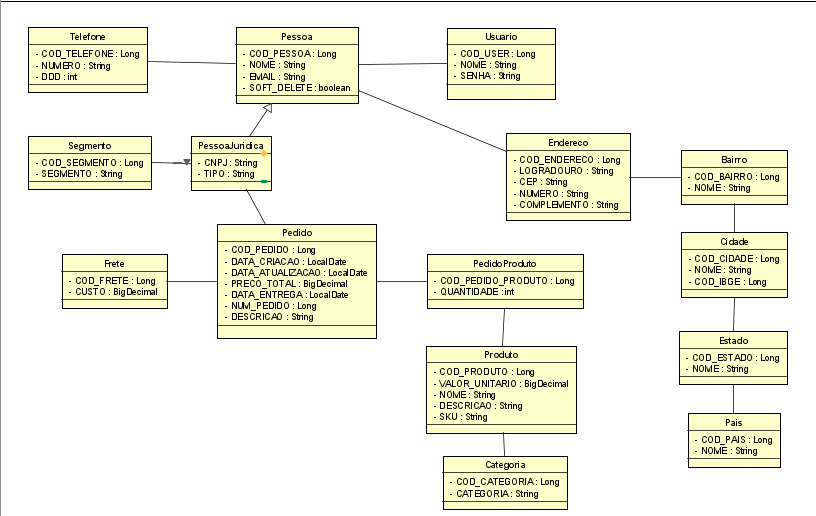 Telefone
- COD_TELEFONE : Long
- NUMERO : String
- DDD : int
Pessoa
- COD_PESSOA : Long
- NOME : String
- EMAIL : String
- SOFT_DELETE : boolean
Usuario
- COD_USER : Long
- NOME : String
- SENHA : String
Segmento
- COD_SEGMENTO : Long
- SEGMENTO : String
PessoaJuridica
- CNPJ : String
- TIPO : String
Endereco
- COD_ENDERECO : Long
- LOGRADOURO : String
- CEP : String
- NUMERO : String
- COMPLEMENTO : String
Bairro
- COD_BAIRRO : Long
- NOME : String
Pedido
- COD_PEDIDO : Long
- DATA_CRIACAO : LocalDate
- DATA_ATUALIZACAO : LocalDate
- PRECO_TOTAL : BigDecimal
- DATA_ENTREGA : LocalDate
- NUM_PEDIDO : Long
- DESCRICAO : String
Cidade
- COD_CIDADE : Long
- NOME : String
- COD_IBGE : Long
Frete
- COD_FRETE : Long
- CUSTO : BigDecimal
PedidoProduto
- COD_PEDIDO_PRODUTO : Long
- QUANTIDADE : int
Estado
- COD_ESTADO : Long
- NOME : String
Produto
- COD_PRODUTO : Long
- VALOR_UNITARIO : BigDecimal
- NOME : String
- DESCRICAO : String
- SKU : String
Pais
- COD_PAIS : Long
- NOME : String
Categoria
- COD_CATEGORIA : Long
- CATEGORIA : String